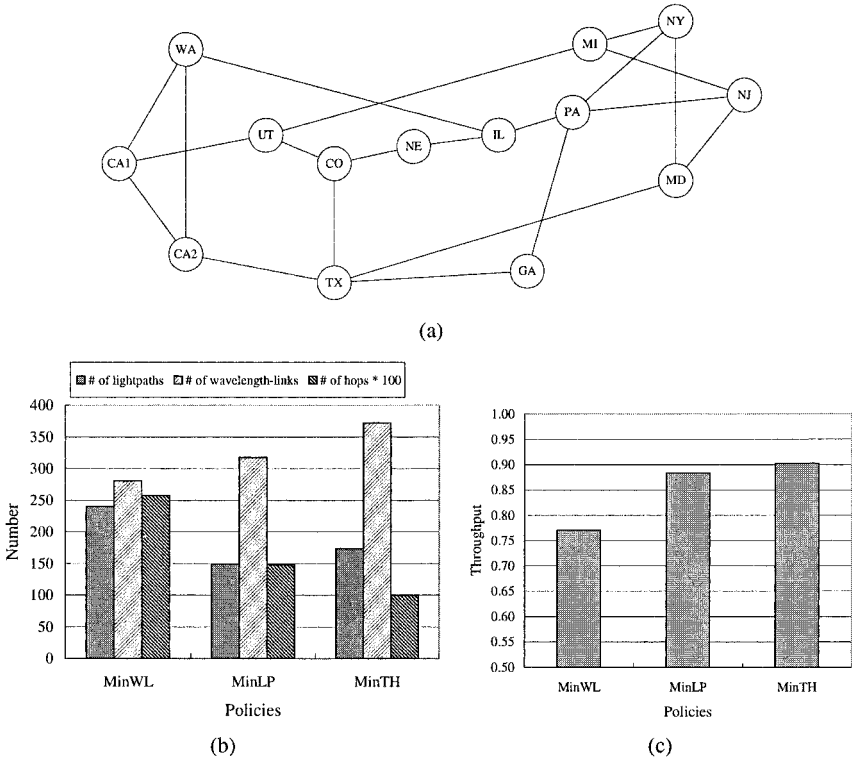 NY
MI
WA
NJ
PA
UT
IL
NE
CO
CA1
MD
CA2
GA
TX
(a)
# of lightpaths # of wavelength-links # of hops * 100
400
350
300
250
200
150
100
50
0
Number
MinWL MinLP MinTH
Policies
(b)
1.00
0.95
0.90
0.85
0.80
0.75
0.70
0.65
0.60
0.55
0.50
Throughput
MinWL MinLP MinTH
Policies
(c)